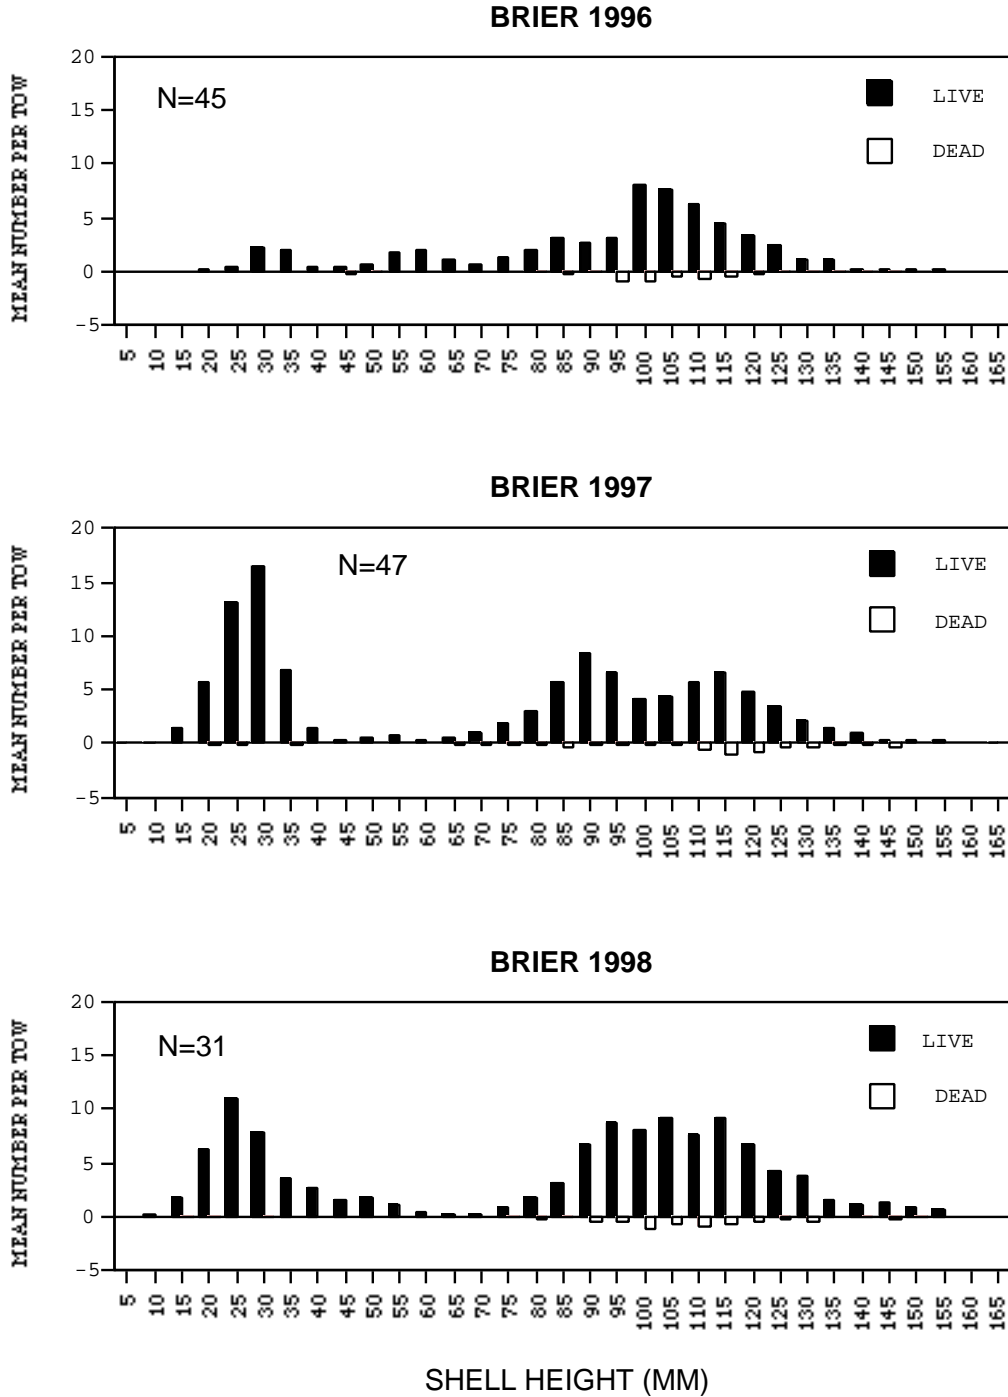 BRIER 1996
MEAN NUMBER PER TOW
20
15
10
5
0
-5
N=45
LIVE
DEAD
5 10 15 20 25 30 35 40 45 50 55 60 65 70 75 80 85 90 95 100 105 110 115 120 125 130 135 140 145 150 155 160 165
BRIER 1997
MEAN NUMBER PER TOW
20
15
10
5
0
-5
N=47
LIVE
DEAD
5 10 15 20 25 30 35 40 45 50 55 60 65 70 75 80 85 90 95 100 105 110 115 120 125 130 135 140 145 150 155 160 165
BRIER 1998
MEAN NUMBER PER TOW
20
15
10
5
0
-5
N=31
LIVE
DEAD
5 10 15 20 25 30 35 40 45 50 55 60 65 70 75 80 85 90 95 100 105 110 115 120 125 130 135 140 145 150 155 160 165
SHELL HEIGHT (MM)